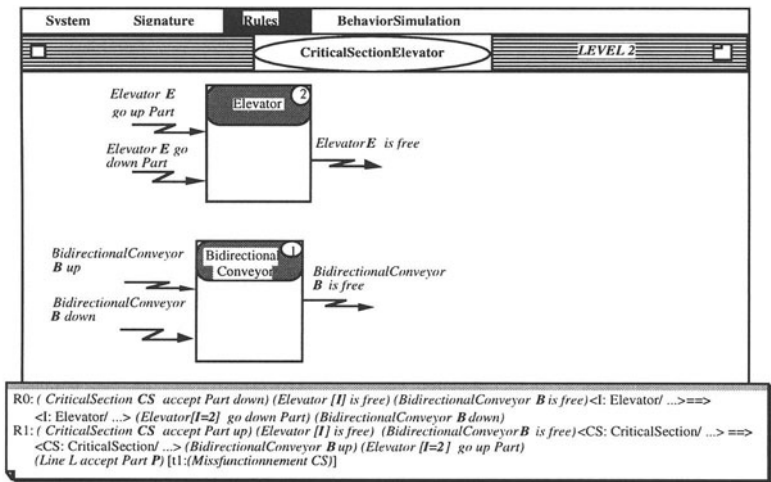 System Signature Rules BehaviorSimulation
CriticalSectionElevator
LEVEL 2
Elevator E
go up Part
Elevator E go
down Part
Elevator
2
ElevatorE is free
BidirectionalConveyor
B up
BidirectionalConveyor
B down
Bidirectional
Conveyor
1
BidirectionalConveyor
B is free
R0: ( CriticalSection CS accept Part down) (Elevator [I] is free) (BidirectionalConveyor B is free)<I: Elevator/ ...>==>
<I: Elevator/ ...> (Elevator[I=2] go down Part) (BidirectionalConveyor B down)
R1: ( CriticalSection CS accept Part up) (Elevator [I] is free) (BidirectionalConveyorB is free)<CS: CriticalSection/ ...> ==>
<CS: CriticalSection/ ...> (BidirectionalConveyor B up) (Elevator [I=2] go up Part)
(Line L accept Part P) [t1:(Missfunctionnement CS)]